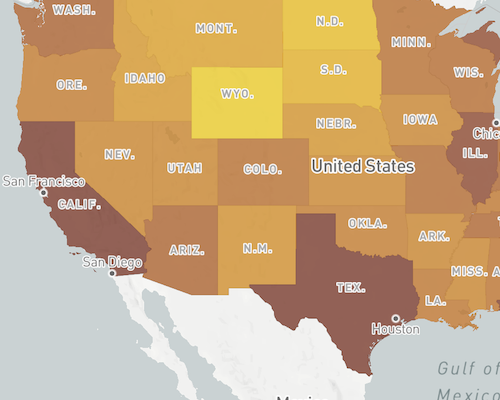 WASH.
MONT.
N.D.
MINN.
ORE.
IDAHO
S.D.
WIS.
WYO.
NEBR.
IOWA
Chic
NEV.
UTAH
COLO.
United States
ILL.
San Francisco
CALIF.
OKLA.
ARK.
ARIZ.
N.M.
San Diego
MISS.
A
TEX.
LA.
Houston
Gulf of
Mexico
Mexico